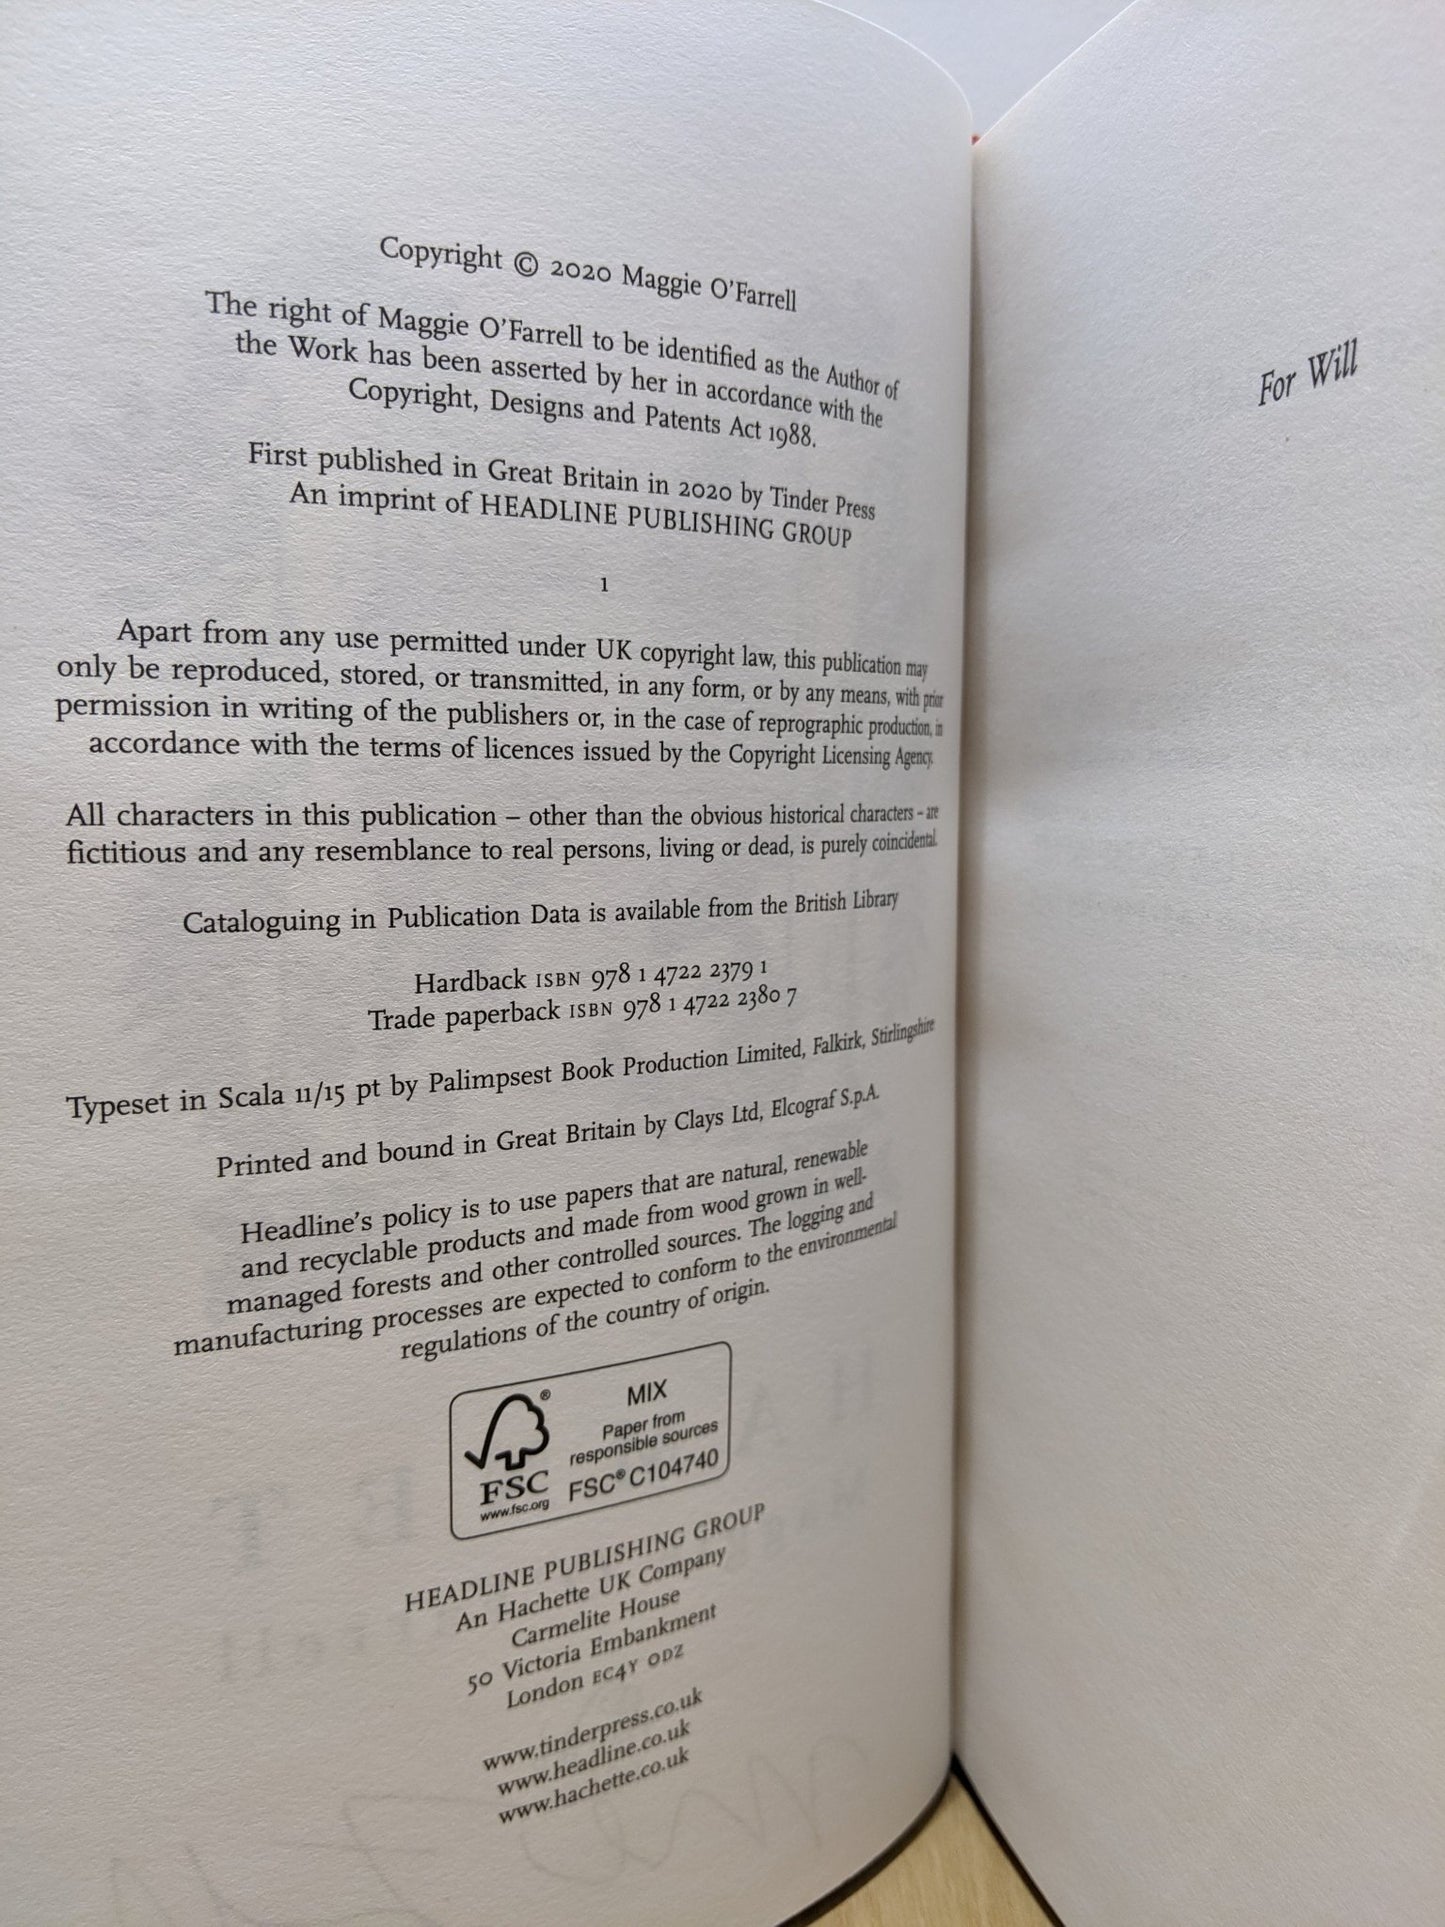 Copyright © 2020 Maggie O'Farrell
The right of Maggie O'Farrell to be identified as the Author of
the Work has been asserted by her in accordance with the
Copyright, Designs and Patents Act 1988.
First published in Great Britain in 2020 by Tinder Press
An imprint of HEADLINE PUBLISHING GROUP
1
Apart from any use permitted under UK copyright law, this publication may
only be reproduced, stored, or transmitted, in any form, or by any means, with prior
permission in writing of the publishers or, in the case of reprographic production, in
accordance with the terms of licences issued by the Copyright Licensing Agency.
All characters in this publication – other than the obvious historical characters – are
fictitious and any resemblance to real persons, living or dead, is purely coincidental.
Cataloguing in Publication Data is available from the British Library
Hardback ISBN 978 1 4722 2379 1
Trade paperback ISBN 978 1 4722 2380 7
Typeset in Scala 11/15 pt by Palimpsest Book Production Limited, Falkirk, Stirlingshire
Printed and bound in Great Britain by Clays Ltd, Elcograf S.p.A.
Headline's policy is to use papers that are natural, renewable
and recyclable products and made from wood grown in well-
managed forests and other controlled sources. The logging and
manufacturing processes are expected to conform to the environmental
regulations of the country of origin.
®
FSC
www.fsc.org
MIX
Paper from
responsible sources
FSC® C104740
HEADLINE PUBLISHING GROUP
An Hachette UK Company
Carmelite House
50 Victoria Embankment
London EC4Y 0DZ
www.tinderpress.co.uk
www.headline.co.uk
www.hachette.co.uk
For Will